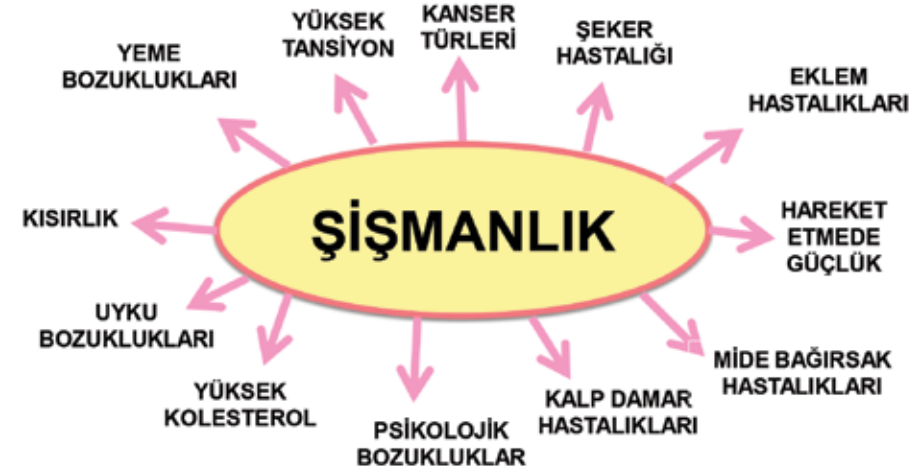 YÜKSEK
TANSİYON
KANSER
TÜRLERİ
ŞEKER
HASTALIĞI
YEME
BOZUKLUKLARI
EKLEM
HASTALIKLARI
KISIRLIK
ŞİŞMANLIK
HAREKET
ETMEDE
GÜÇLÜK
UYKU
BOZUKLUKLARI
MİDE BAĞIRSAK
HASTALIKLARI
YÜKSEK
KOLESTEROL
KALP DAMAR
HASTALIKLARI
PSİKOLOJİK
BOZUKLUKLAR